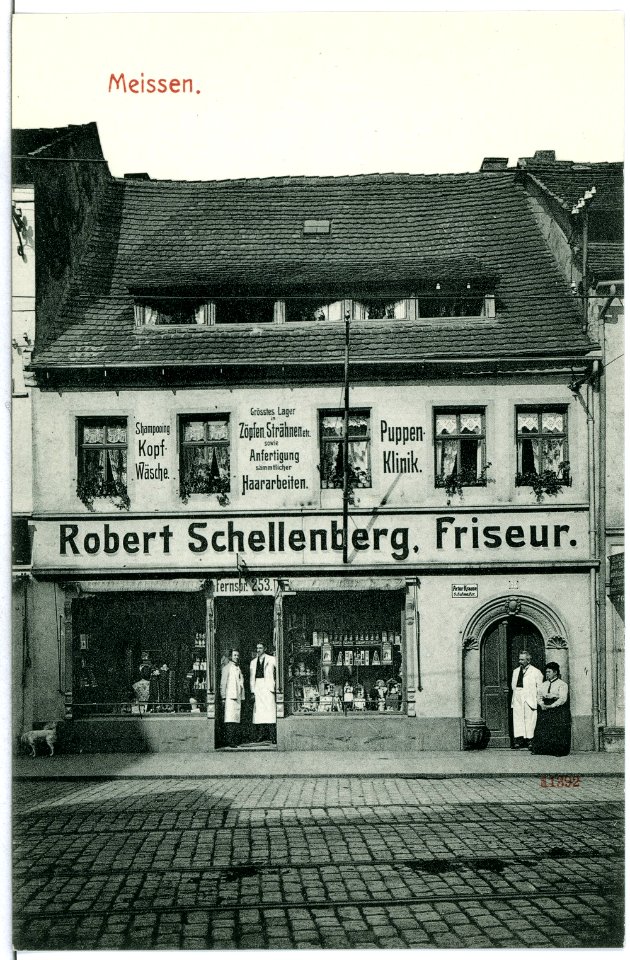 Meissen.
Shampooing
Kopf-
Wäsche.
Grösstes Lager
in
Zöpfen, Strähnen etc.
sowie
Anfertigung
sämmtlicher
Haararbeiten.
Puppen-
Klinik.
Robert Schellenberg, Friseur.
Fernspr. 253.
11392